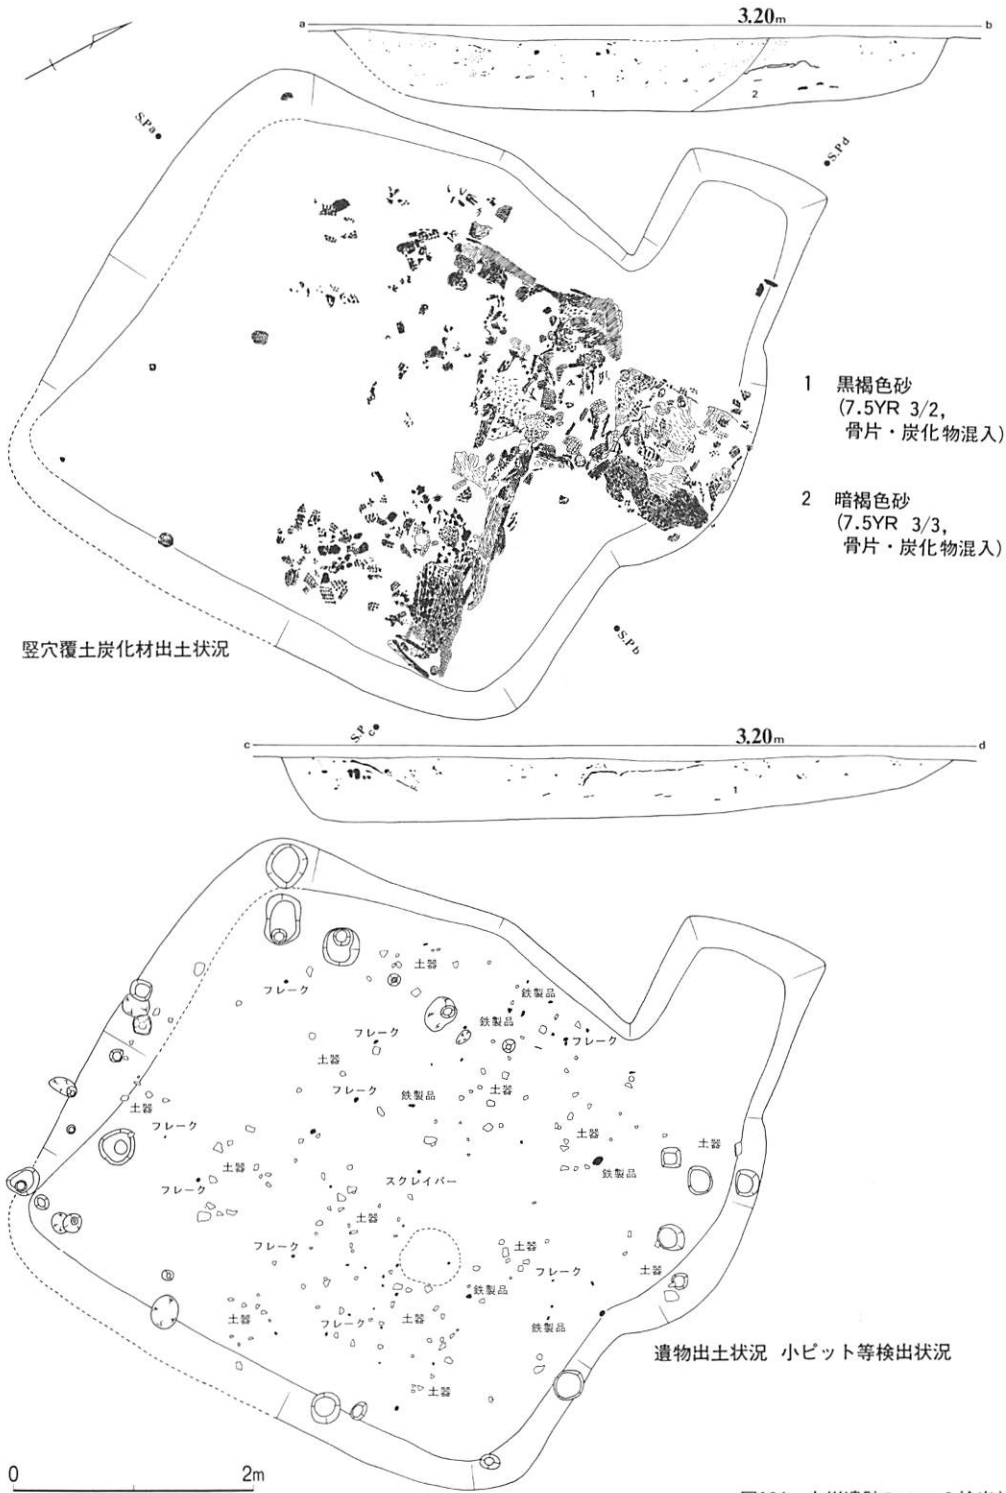 a 3.20m b
1
2
S.Pa
S.Pd
1 黒褐色砂
(7.5YR 3/2,
骨片・炭化物混入)
2 暗褐色砂
(7.5YR 3/3,
骨片・炭化物混入)
S.Pb
竪穴覆土炭化材出土状況
S.Pc
c 3.20m d
1
土器
フレーク
鉄製品
鉄製品
フレーク
フレーク
土器
フレーク
鉄製品
土器
土器
フレーク
土器
土器
鉄製品
土器
フレーク
スクレイパー
土器
フレーク
土器
フレーク
土器
鉄製品
土器
フレーク
土器
鉄製品
土器
遺物出土状況 小ピット等検出状況
0 2m